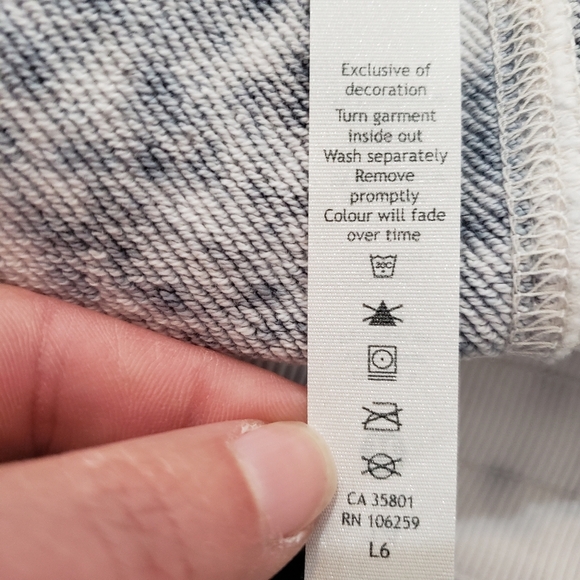 Exclusive of
decoration
Turn garment
inside out
Wash separately
Remove
promptly
Colour will fade
over time
30C
CA 35801
RN 106259
L6